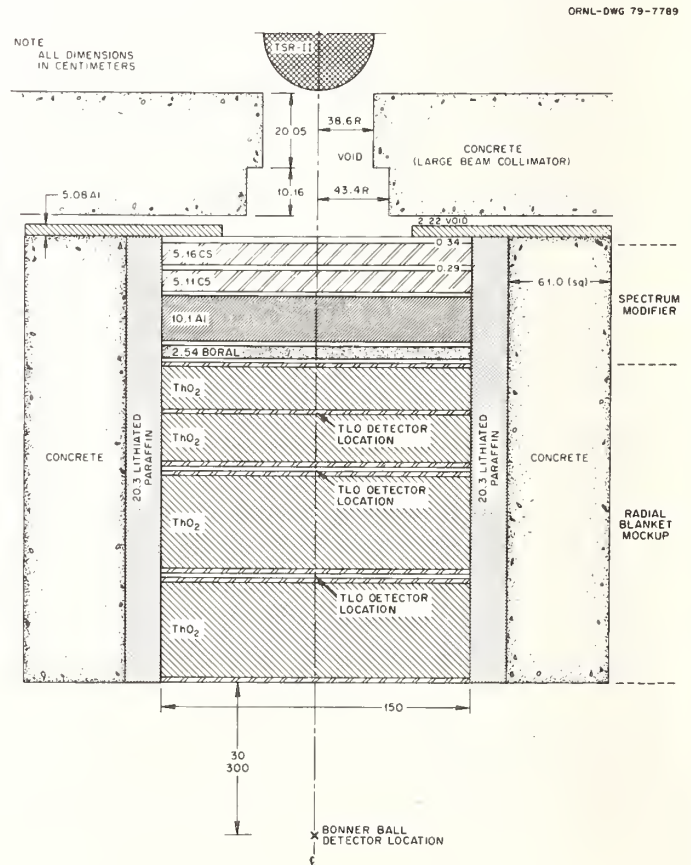 ORNL-DWG 79-7789
NOTE
ALL DIMENSIONS
IN CENTIMETERS
TSR-II
20.05
38.6R
VOID
CONCRETE
(LARGE BEAM COLLIMATOR)
10.16
43.4R
5.08 Al
2.22 VOID
0.34
5.16 CS
0.29
5.11 CS
61.0 (sq)
SPECTRUM
MODIFIER
10.1 Al
2.54 BORAL
ThO2
TLD DETECTOR
LOCATION
ThO2
CONCRETE
20.3 LITHIATED
PARAFFIN
20.3 LITHIATED
PARAFFIN
CONCRETE
TLD DETECTOR
LOCATION
ThO2
RADIAL
BLANKET
MOCKUP
TLD DETECTOR
LOCATION
ThO2
150
30
300
BONNER BALL
DETECTOR LOCATION